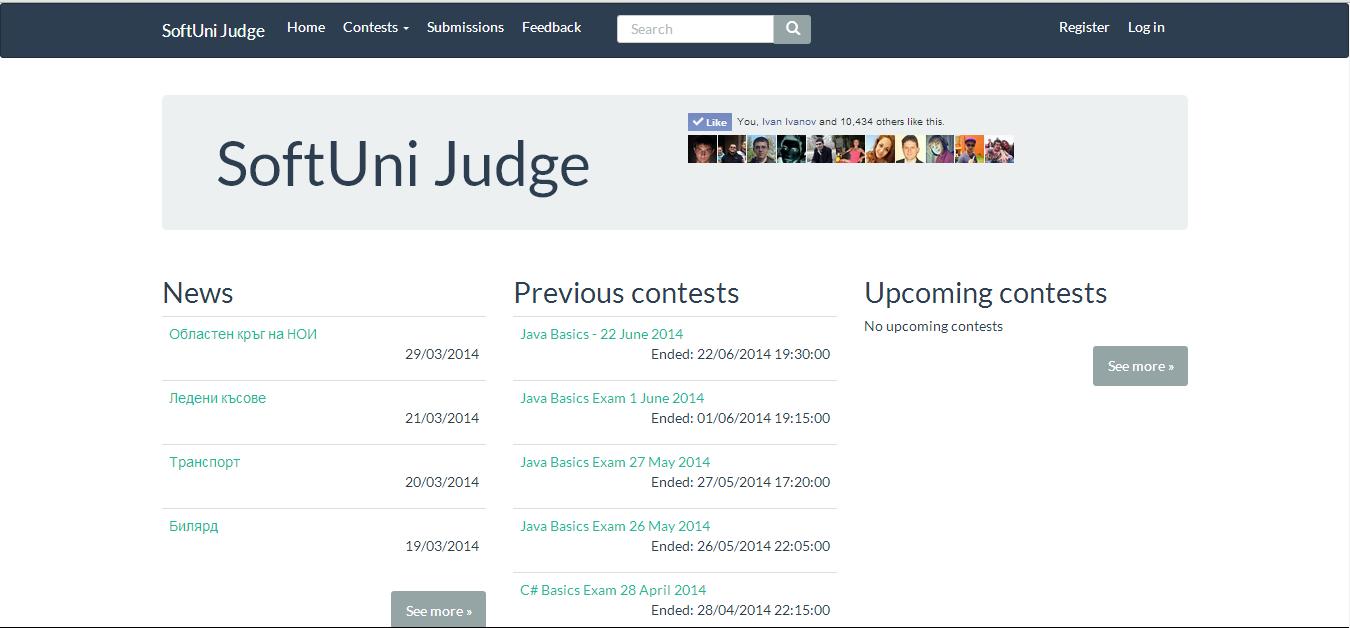 SoftUni Judge Home Contests Submissions Feedback Search Register Log in
SoftUni Judge
Like You, Ivan Ivanov and 10,434 others like this.
News
Областен кръг на НОИ
29/03/2014
Ледени късове
21/03/2014
Транспорт
20/03/2014
Билярд
19/03/2014
See more »
Previous contests
Java Basics - 22 June 2014
Ended: 22/06/2014 19:30:00
Java Basics Exam 1 June 2014
Ended: 01/06/2014 19:15:00
Java Basics Exam 27 May 2014
Ended: 27/05/2014 17:20:00
Java Basics Exam 26 May 2014
Ended: 26/05/2014 22:05:00
C# Basics Exam 28 April 2014
Ended: 28/04/2014 22:15:00
Upcoming contests
No upcoming contests
See more »